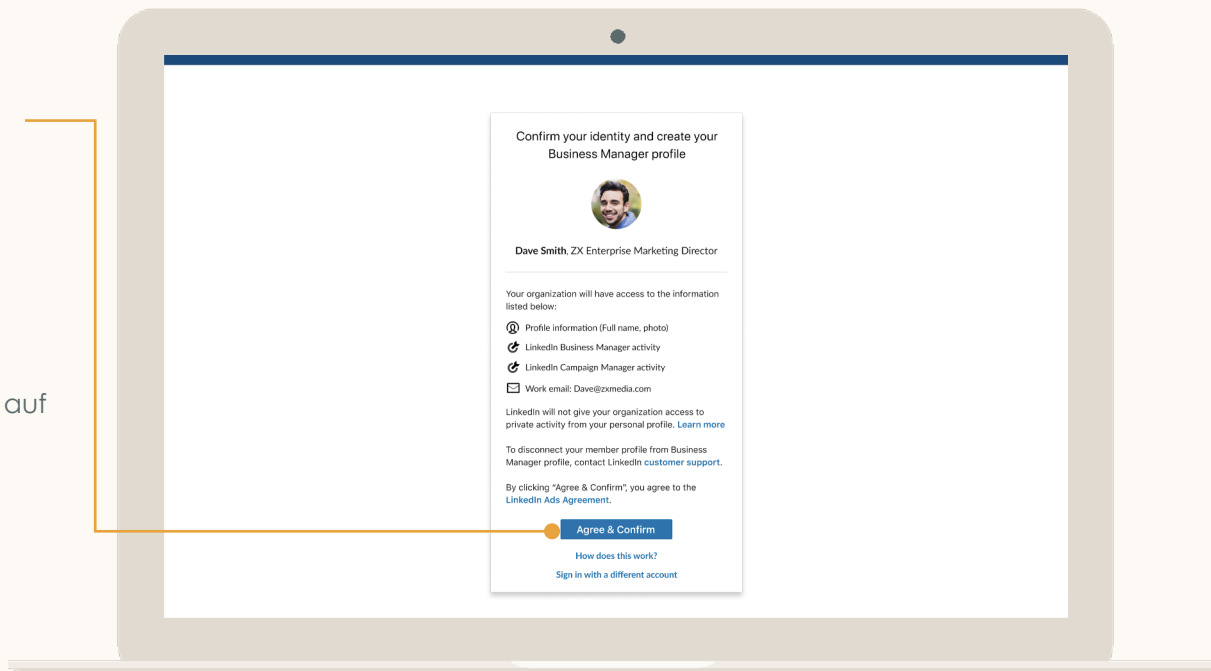 Confirm your identity and create your
Business Manager profile
Dave Smith, ZX Enterprise Marketing Director
Your organization will have access to the information
listed below:
Profile information (Full name, photo)
LinkedIn Business Manager activity
LinkedIn Campaign Manager activity
Work email: Dave@zxmedia.com
auf
LinkedIn will not give your organization access to
private activity from your personal profile. Learn more
To disconnect your member profile from Business
Manager profile, contact LinkedIn customer support.
By clicking “Agree & Confirm”, you agree to the
LinkedIn Ads Agreement.
Agree & Confirm
How does this work?
Sign in with a different account